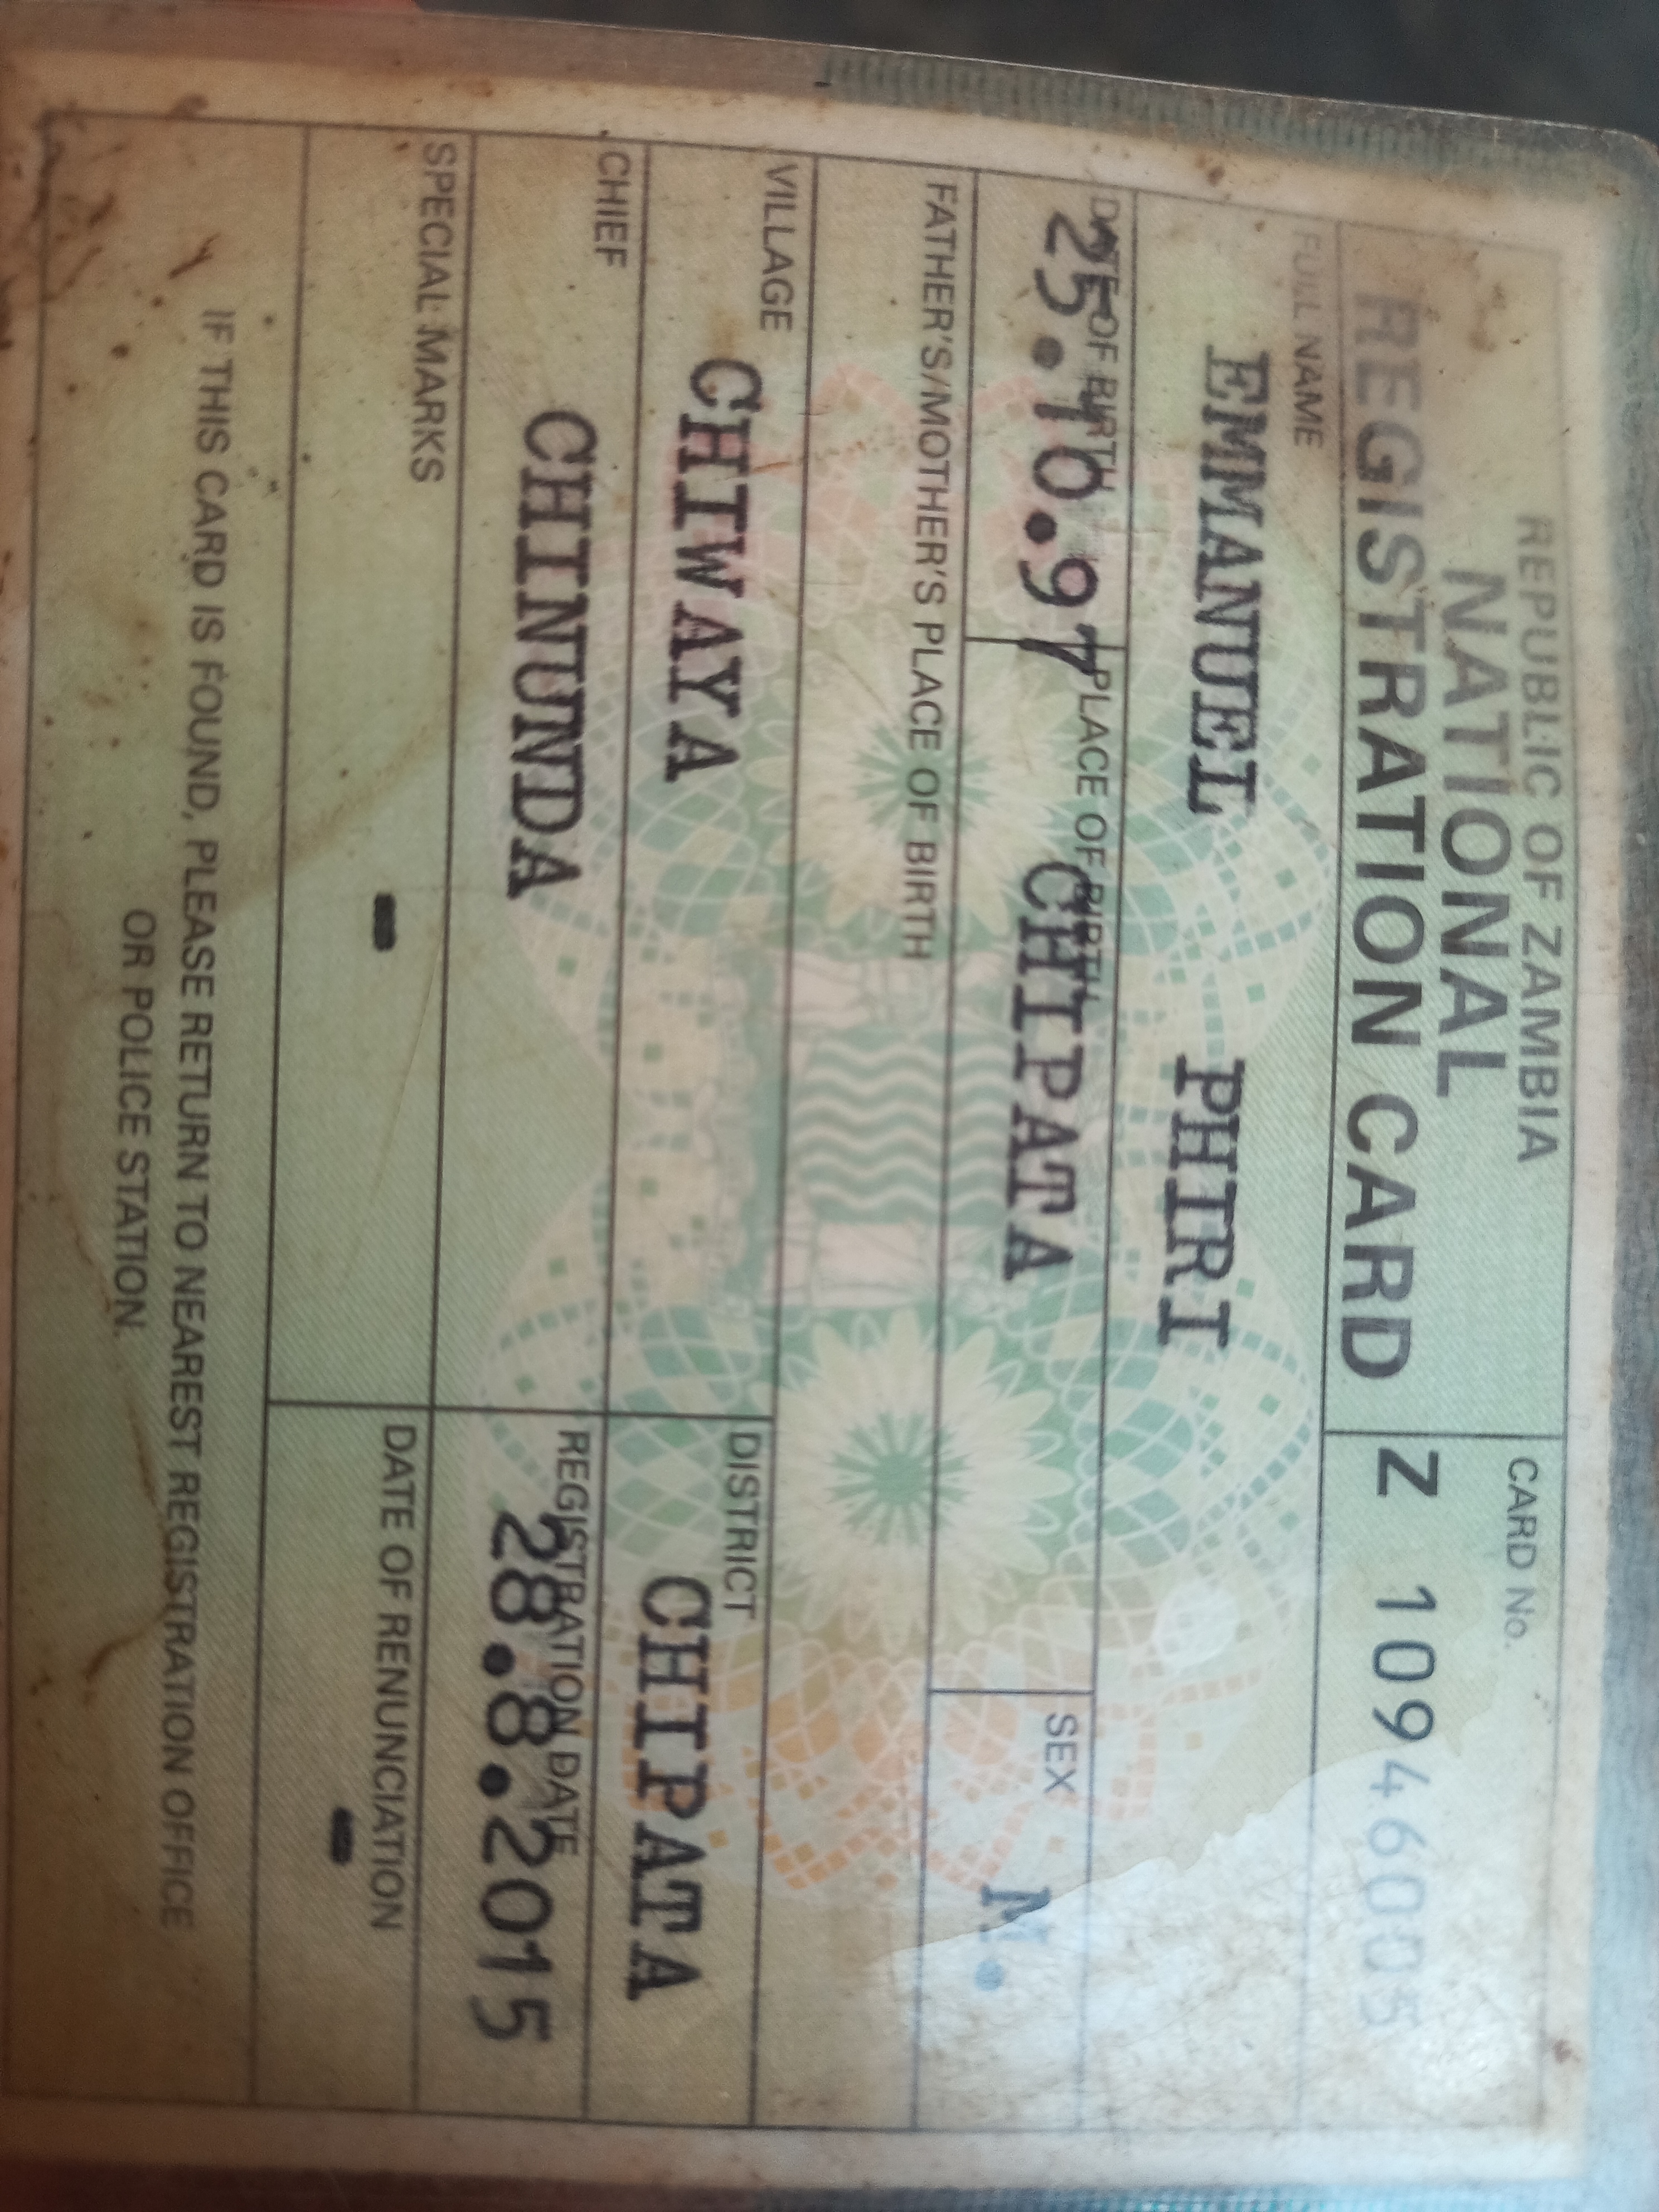 REPUBLIC OF ZAMBIA
NATIONAL
REGISTRATION CARD
CARD No.
Z 10946005
FULL NAME
EMMANUEL PHIRI
DATE OF BIRTH
25.10.97
PLACE OF BIRTH
CHIPATA
SEX
M.
FATHER'S/MOTHER'S PLACE OF BIRTH
VILLAGE
CHIWAYA
DISTRICT
CHIPATA
CHIEF
CHINUNDA
REGISTRATION DATE
28.8.2015
SPECIAL MARKS
-
DATE OF RENUNCIATION
-
IF THIS CARD IS FOUND, PLEASE RETURN TO NEAREST REGISTRATION OFFICE
OR POLICE STATION.